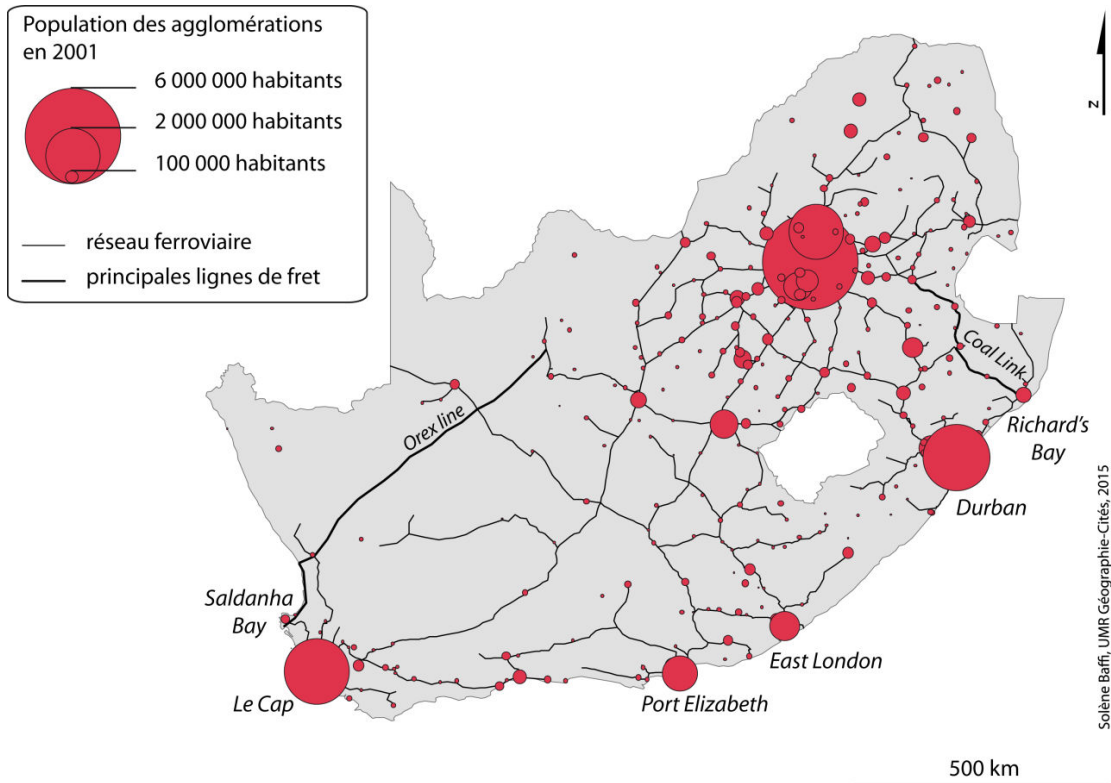 Population des agglomérations
en 2001
6 000 000 habitants
2 000 000 habitants
100 000 habitants
réseau ferroviaire
principales lignes de fret
N
Coal Link
Orex line
Richard's
Bay
Durban
Saldanha
Bay
East London
Le Cap
Port Elizabeth
500 km
Solène Baffi, UMR Géographie-Cités, 2015